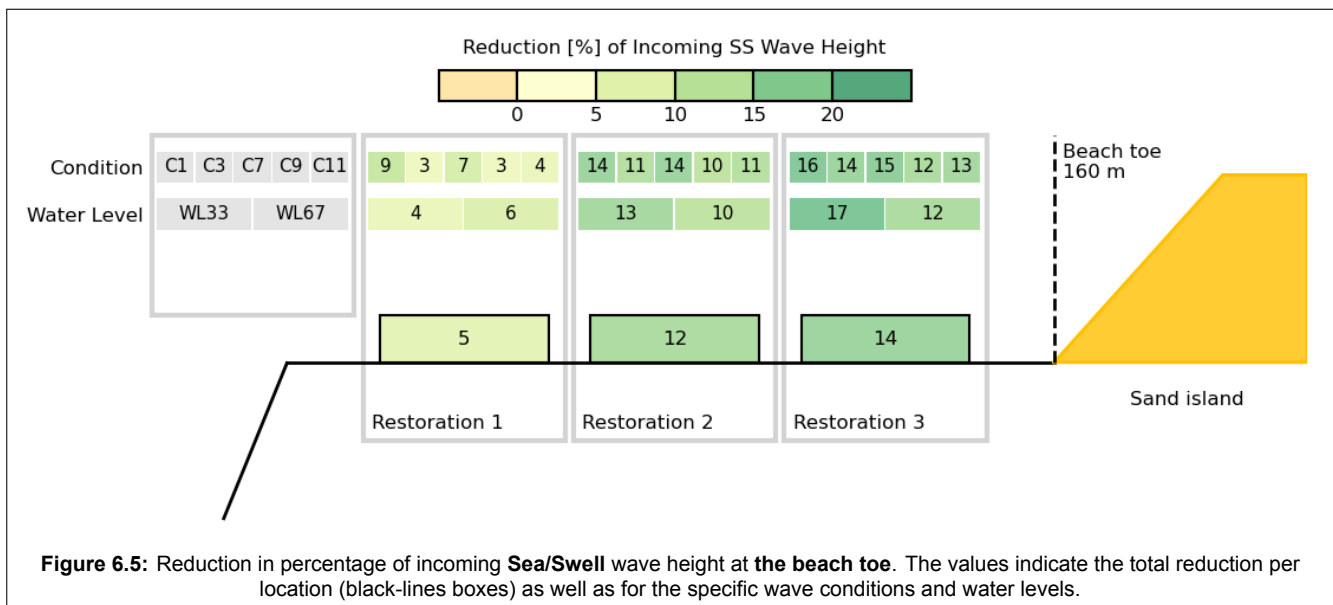 Reduction [%] of Incoming SS Wave Height
0 5 10 15 20
Condition C1 C3 C7 C9 C11 9 3 7 3 4 14 11 14 10 11 16 14 15 12 13
Water Level WL33 WL67 4 6 13 10 17 12
Beach toe
160 m
5 12 14
Restoration 1 Restoration 2 Restoration 3
Sand island
Figure 6.5: Reduction in percentage of incoming Sea/Swell wave height at the beach toe. The values indicate the total reduction per
location (black-lines boxes) as well as for the specific wave conditions and water levels.